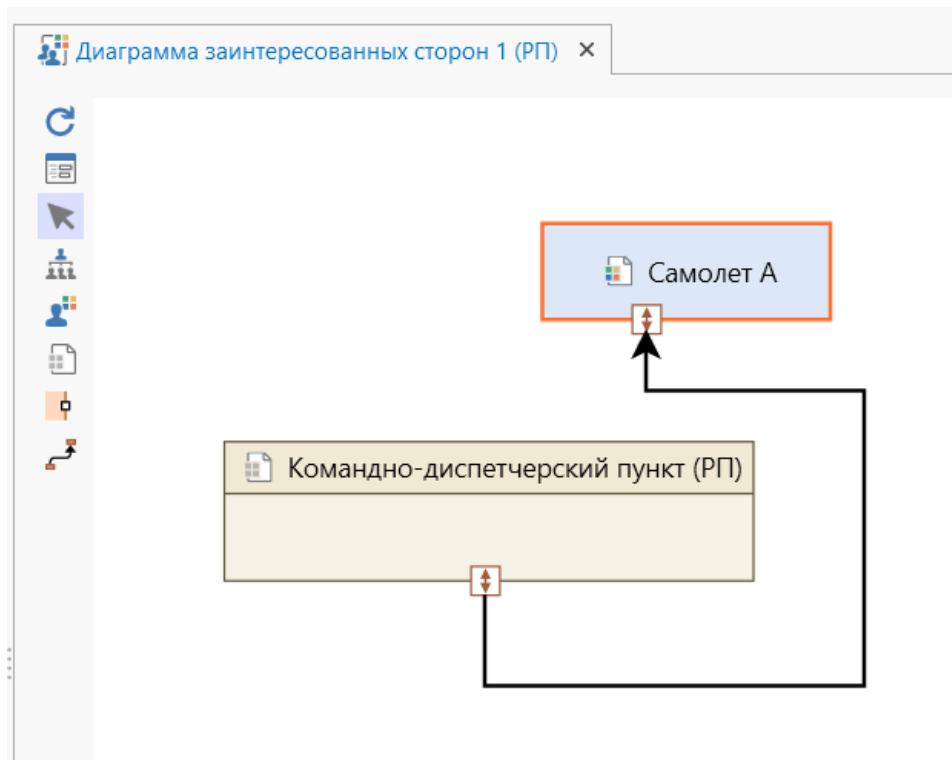 Диаграмма заинтересованных сторон 1 (РП)
Самолет А
Командно-диспетчерский пункт (РП)